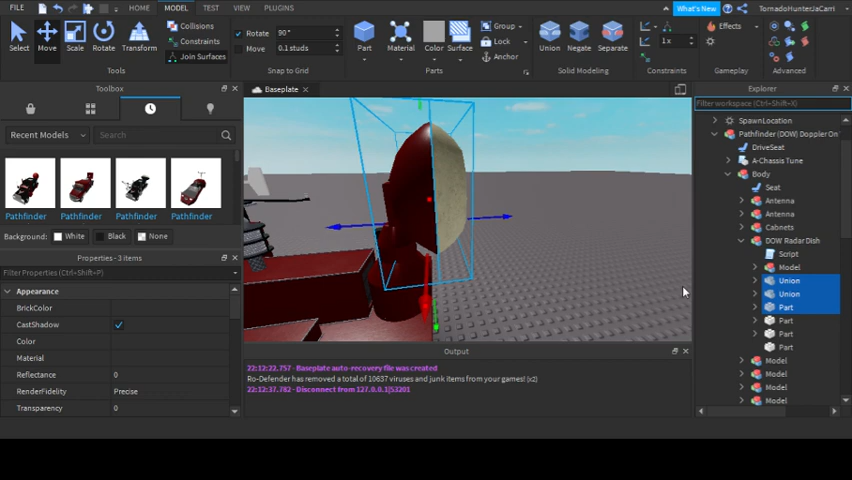 FILE
HOME
MODEL
TEST
VIEW
PLUGINS
What's New
TornadoHunterJaCarri
Select
Move
Scale
Rotate
Transform
Collisions
Constraints
Join Surfaces
Tools
Rotate
90°
Move
0.1 studs
Snap to Grid
Part
Material
Color
Surface
Group
Lock
Anchor
Parts
Union
Negate
Separate
Solid Modeling
1x
Constraints
Effects
Gameplay
Advanced
Toolbox
Recent Models
Search
Pathfinder
Pathfinder
Pathfinder
Pathfinder
Background:
White
Black
None
Properties - 3 items
Filter Properties (Ctrl+Shift+P)
Appearance
BrickColor
CastShadow
Color
Material
Reflectance
0
RenderFidelity
Precise
Transparency
0
Baseplate
Output
22:12:22.757 - Baseplate auto-recovery file was created
Ro-Defender has removed a total of 10637 viruses and junk items from your games! (x2)
22:12:37.782 - Disconnect from 127.0.0.1|53201
Explorer
Filter workspace (Ctrl+Shift+X)
SpawnLocation
Pathfinder (DOW) Doppler On
DriveSeat
A-Chassis Tune
Body
Seat
Antenna
Antenna
Cabnets
DOW Radar Dish
Script
Model
Union
Union
Part
Part
Part
Part
Model
Model
Model
Model